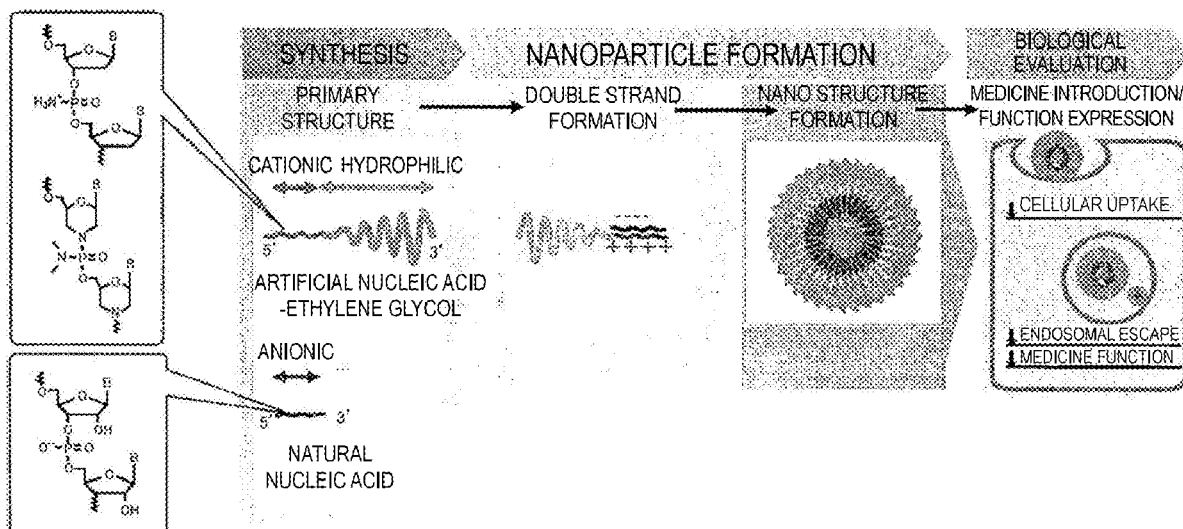 SYNTHESIS
NANOPARTICLE FORMATION
BIOLOGICAL
EVALUATION
PRIMARY
STRUCTURE
DOUBLE STRAND
FORMATION
NANO STRUCTURE
FORMATION
MEDICINE INTRODUCTION/
FUNCTION EXPRESSION
CATIONIC HYDROPHILIC
5' 3'
ARTIFICIAL NUCLEIC ACID
-ETHYLENE GLYCOL
ANIONIC
5' 3'
NATURAL
NUCLEIC ACID
CELLULAR UPTAKE
ENDOSOMAL ESCAPE
MEDICINE FUNCTION